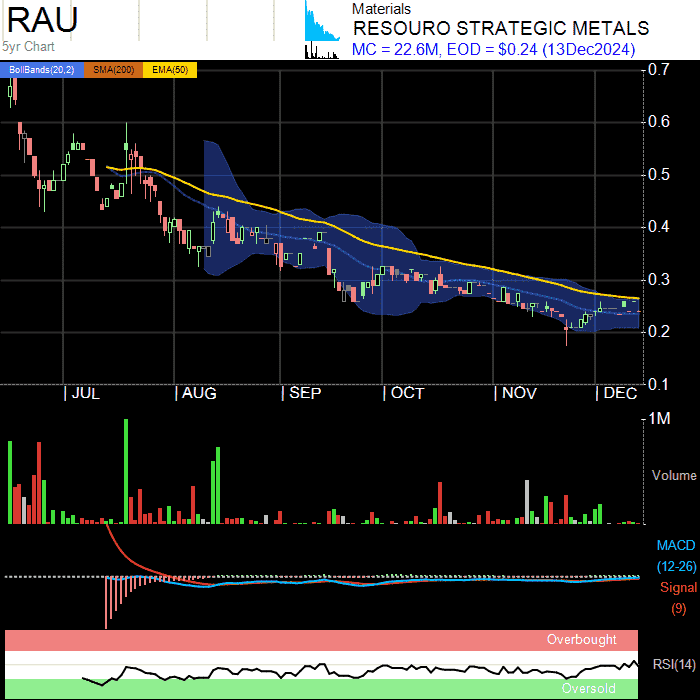 RAU
5yr Chart
Materials
RESOURO STRATEGIC METALS
MC = 22.6M, EOD = $0.24 (13Dec2024)
BollBands(20,2) SMA(200) EMA(50)
0.7
0.6
0.5
0.4
0.3
0.2
0.1
JUL AUG SEP OCT NOV DEC
1M
Volume
MACD
(12-26)
Signal
(9)
Overbought
RSI(14)
Oversold